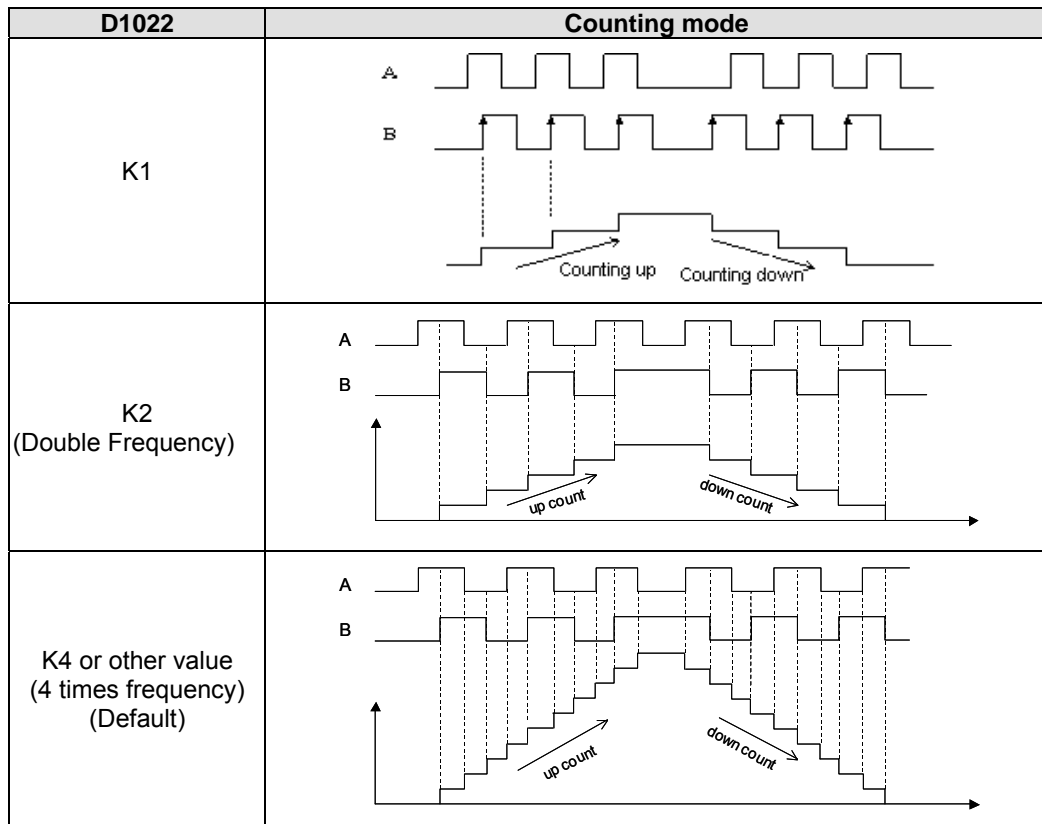 D1022
Counting mode
K1
A
B
Counting up
Counting down
K2
(Double Frequency)
A
B
up count
down count
K4 or other value
(4 times frequency)
(Default)
A
B
up count
down count